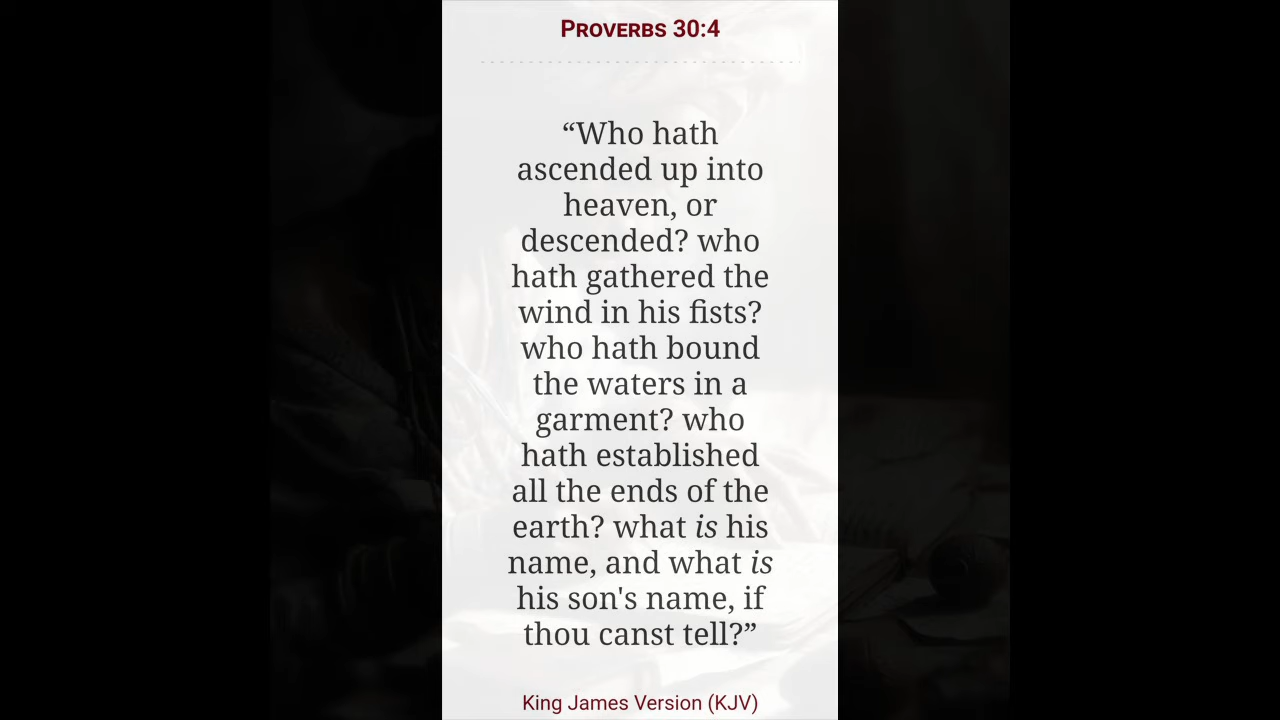 Proverbs 30:4
“Who hath
ascended up into
heaven, or
descended? who
hath gathered the
wind in his fists?
who hath bound
the waters in a
garment? who
hath established
all the ends of the
earth? what is his
name, and what is
his son's name, if
thou canst tell?”
King James Version (KJV)